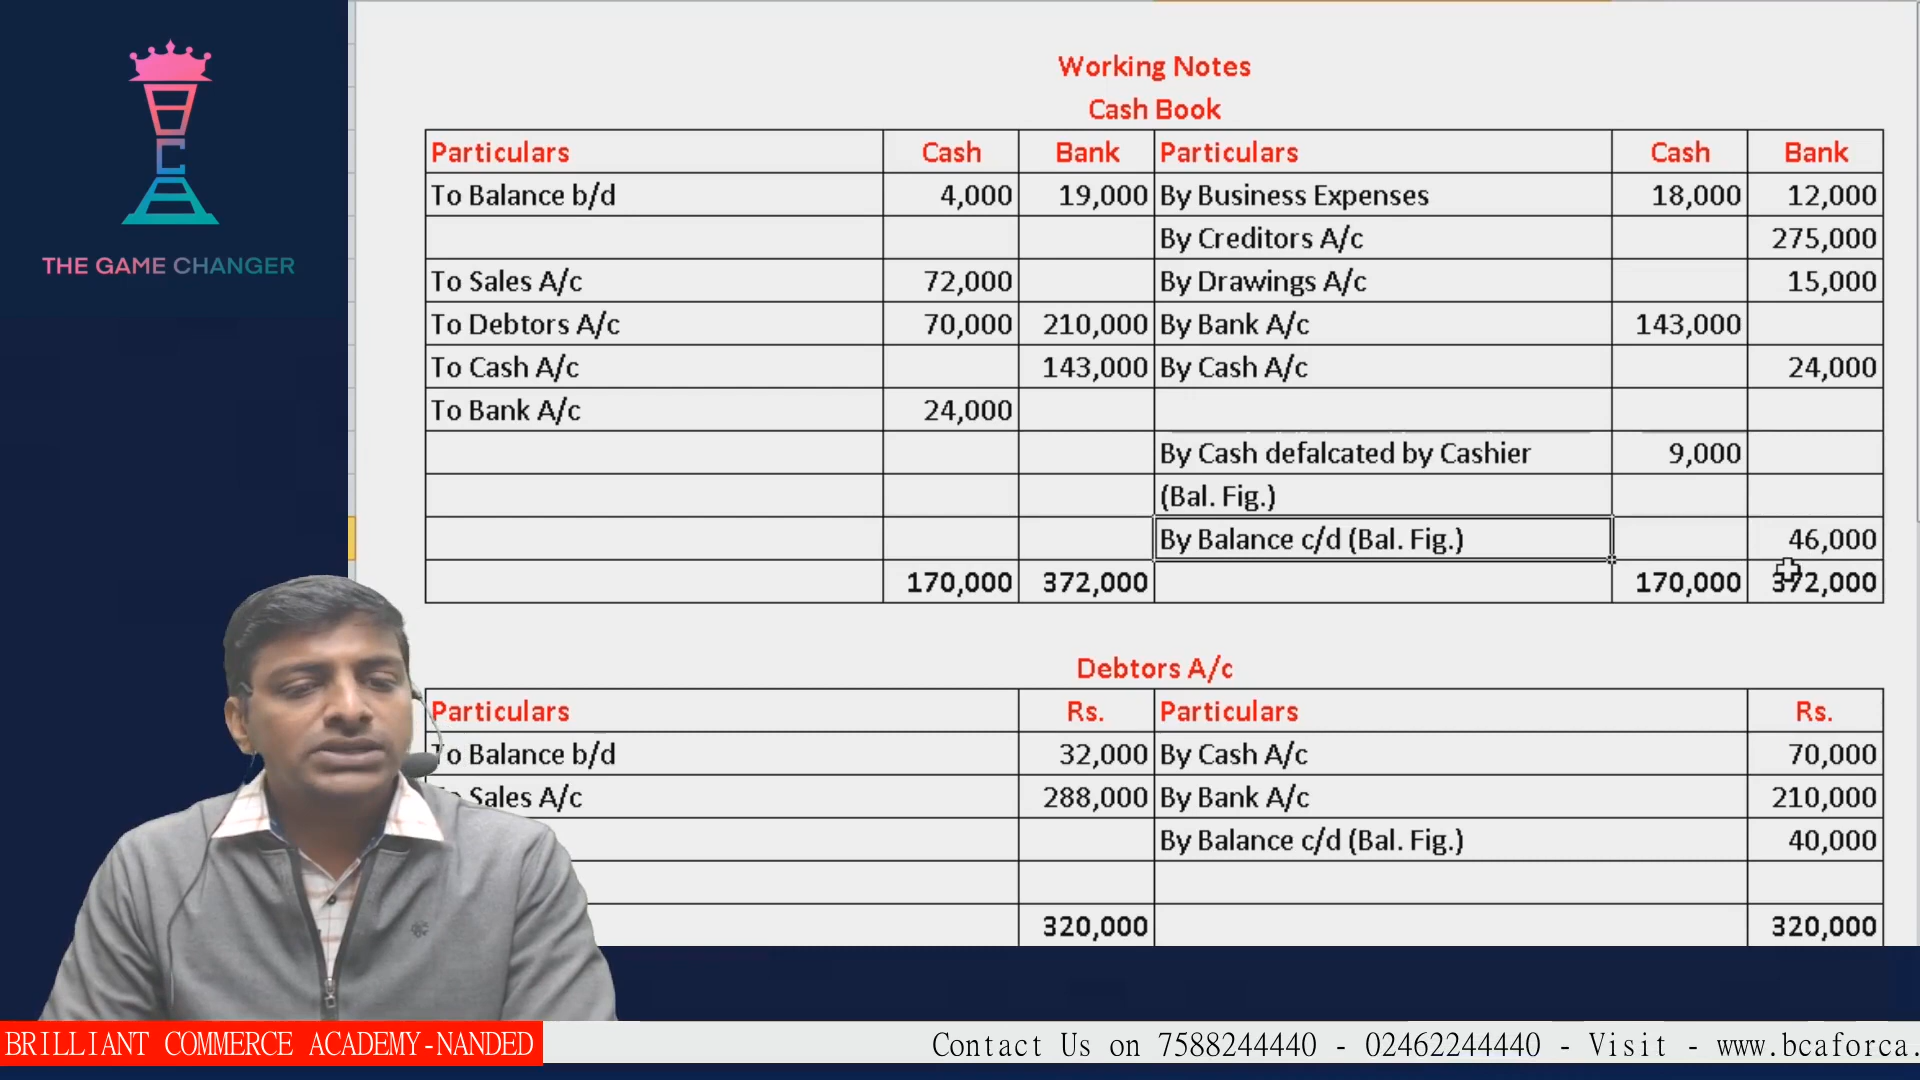 THE GAME CHANGER
Working Notes
Cash Book
Particulars Cash Bank Particulars Cash Bank
To Balance b/d 4,000 19,000 By Business Expenses 18,000 12,000
By Creditors A/c 275,000
To Sales A/c 72,000 By Drawings A/c 15,000
To Debtors A/c 70,000 210,000 By Bank A/c 143,000
To Cash A/c 143,000 By Cash A/c 24,000
To Bank A/c 24,000
By Cash defalcated by Cashier 9,000
(Bal. Fig.)
By Balance c/d (Bal. Fig.) 46,000
170,000 372,000 170,000 372,000
Debtors A/c
Particulars Rs. Particulars Rs.
To Balance b/d 32,000 By Cash A/c 70,000
Sales A/c 288,000 By Bank A/c 210,000
By Balance c/d (Bal. Fig.) 40,000
320,000 320,000
BRILLIANT COMMERCE ACADEMY-NANDED
Contact Us on 7588244440 - 02462244440 - Visit - www.bcaforca.